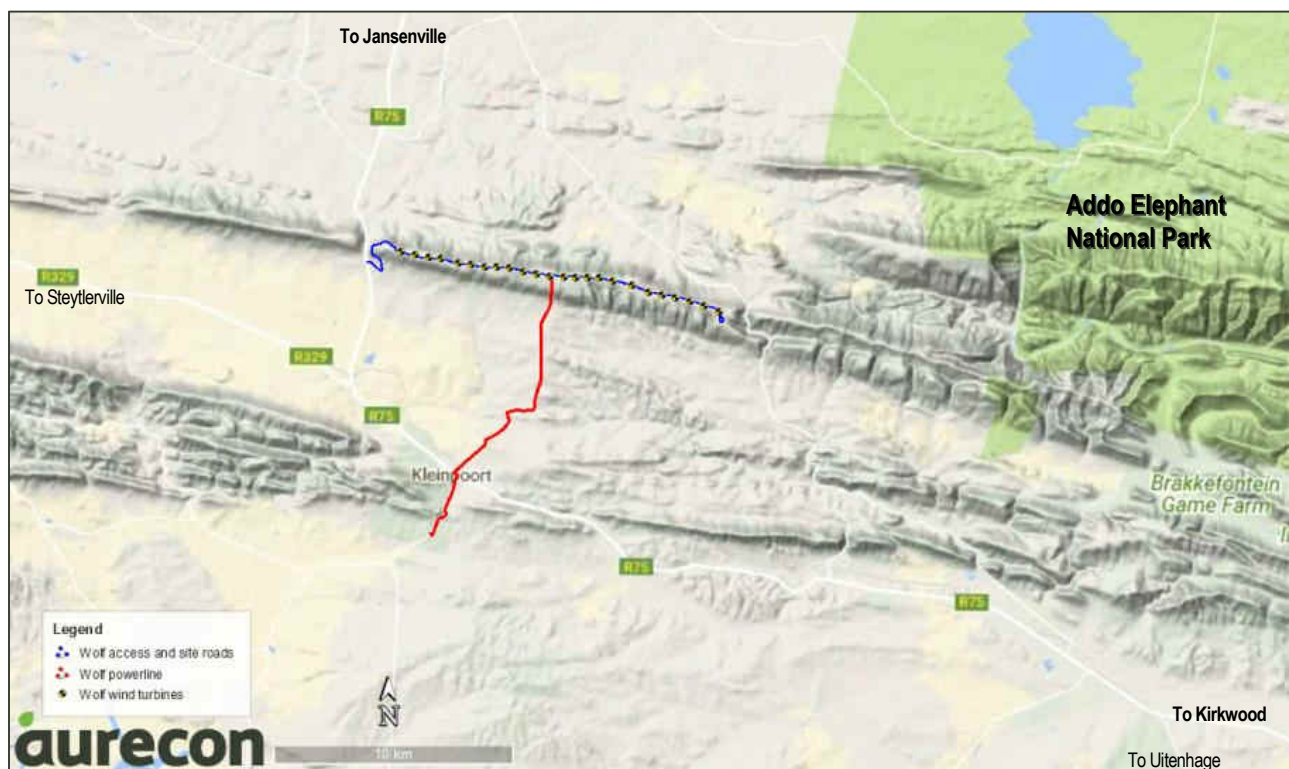 To Jansenville
R75
Addo Elephant
National Park
R329
To Steytlerville
R329
R75
Kleinpoort
Brakkefontein
Game Farm
R75
R75
Legend
Wolf access and site roads
Wolf powerline
Wolf wind turbines
N
aurecon
10 km
To Kirkwood
To Uitenhage